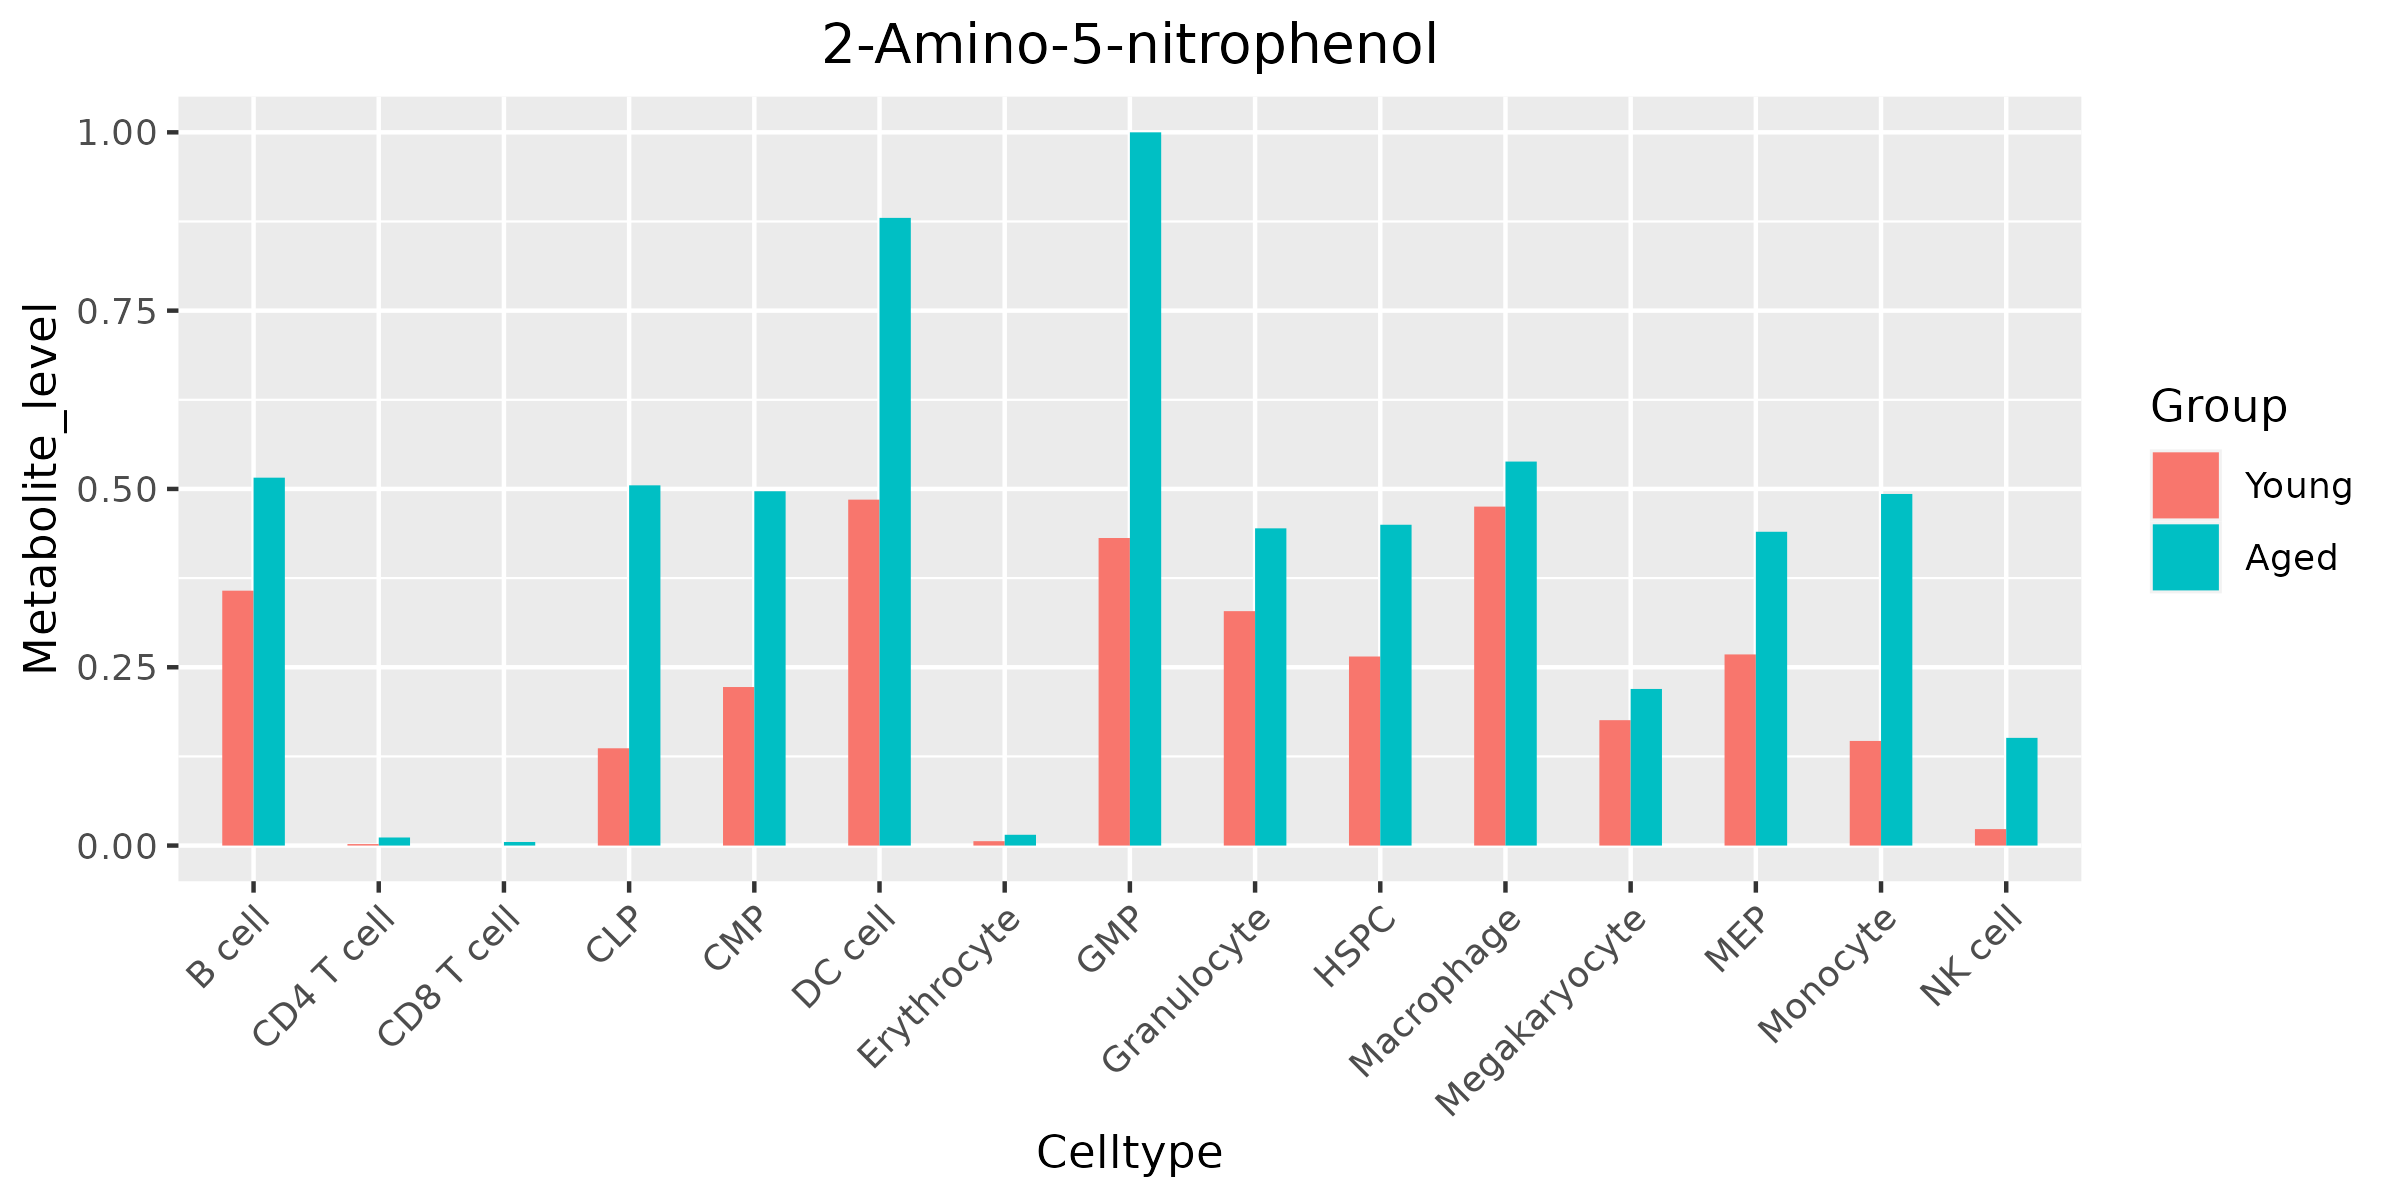 2-Amino-5-nitrophenol
Metabolite_level
1.00
0.75
0.50
0.25
0.00
B cell
CD4 T cell
CD8 T cell
CLP
CMP
DC cell
Erythrocyte
GMP
Granulocyte
HSPC
Macrophage
Megakaryocyte
MEP
Monocyte
NK cell
Celltype
Group
Young
Aged